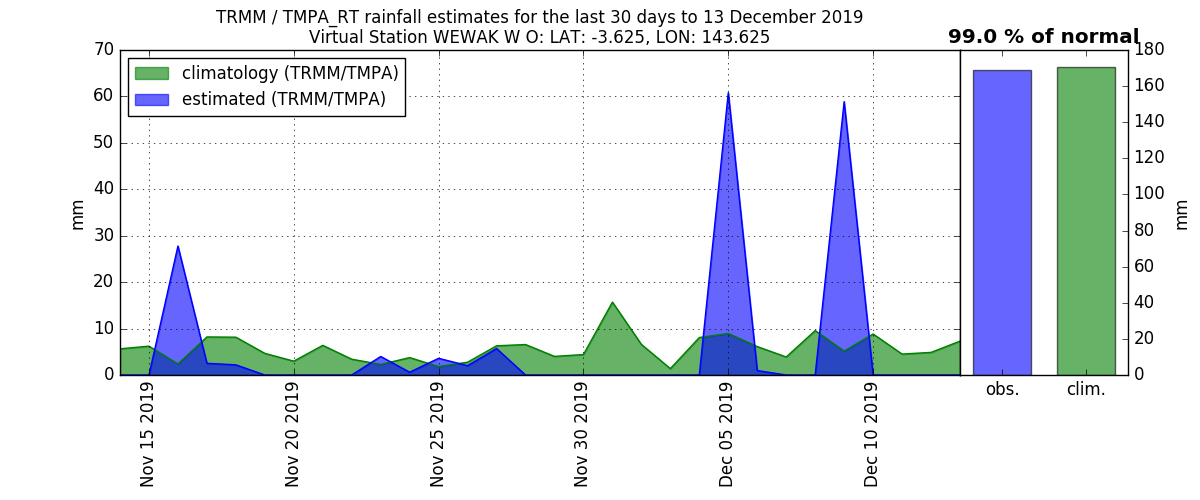 TRMM / TMPA_RT rainfall estimates for the last 30 days to 13 December 2019
Virtual Station WEWAK W O: LAT: -3.625, LON: 143.625
99.0 % of normal
climatology (TRMM/TMPA)
estimated (TRMM/TMPA)
70
60
50
40
30
20
10
0
mm
Nov 15 2019
Nov 20 2019
Nov 25 2019
Nov 30 2019
Dec 05 2019
Dec 10 2019
obs.
clim.
180
160
140
120
100
80
60
40
20
0
mm